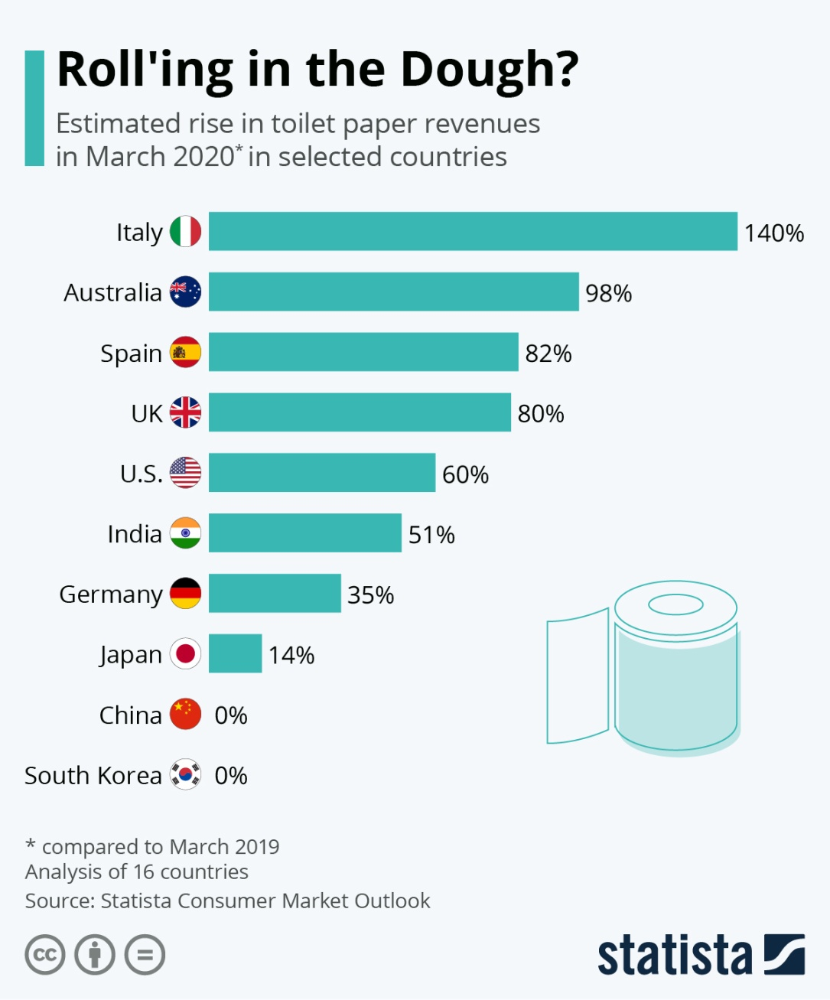 Roll'ing in the Dough?
Estimated rise in toilet paper revenues
in March 2020* in selected countries
Italy 140%
Australia 98%
Spain 82%
UK 80%
U.S. 60%
India 51%
Germany 35%
Japan 14%
China 0%
South Korea 0%
* compared to March 2019
Analysis of 16 countries
Source: Statista Consumer Market Outlook
cc =
statista